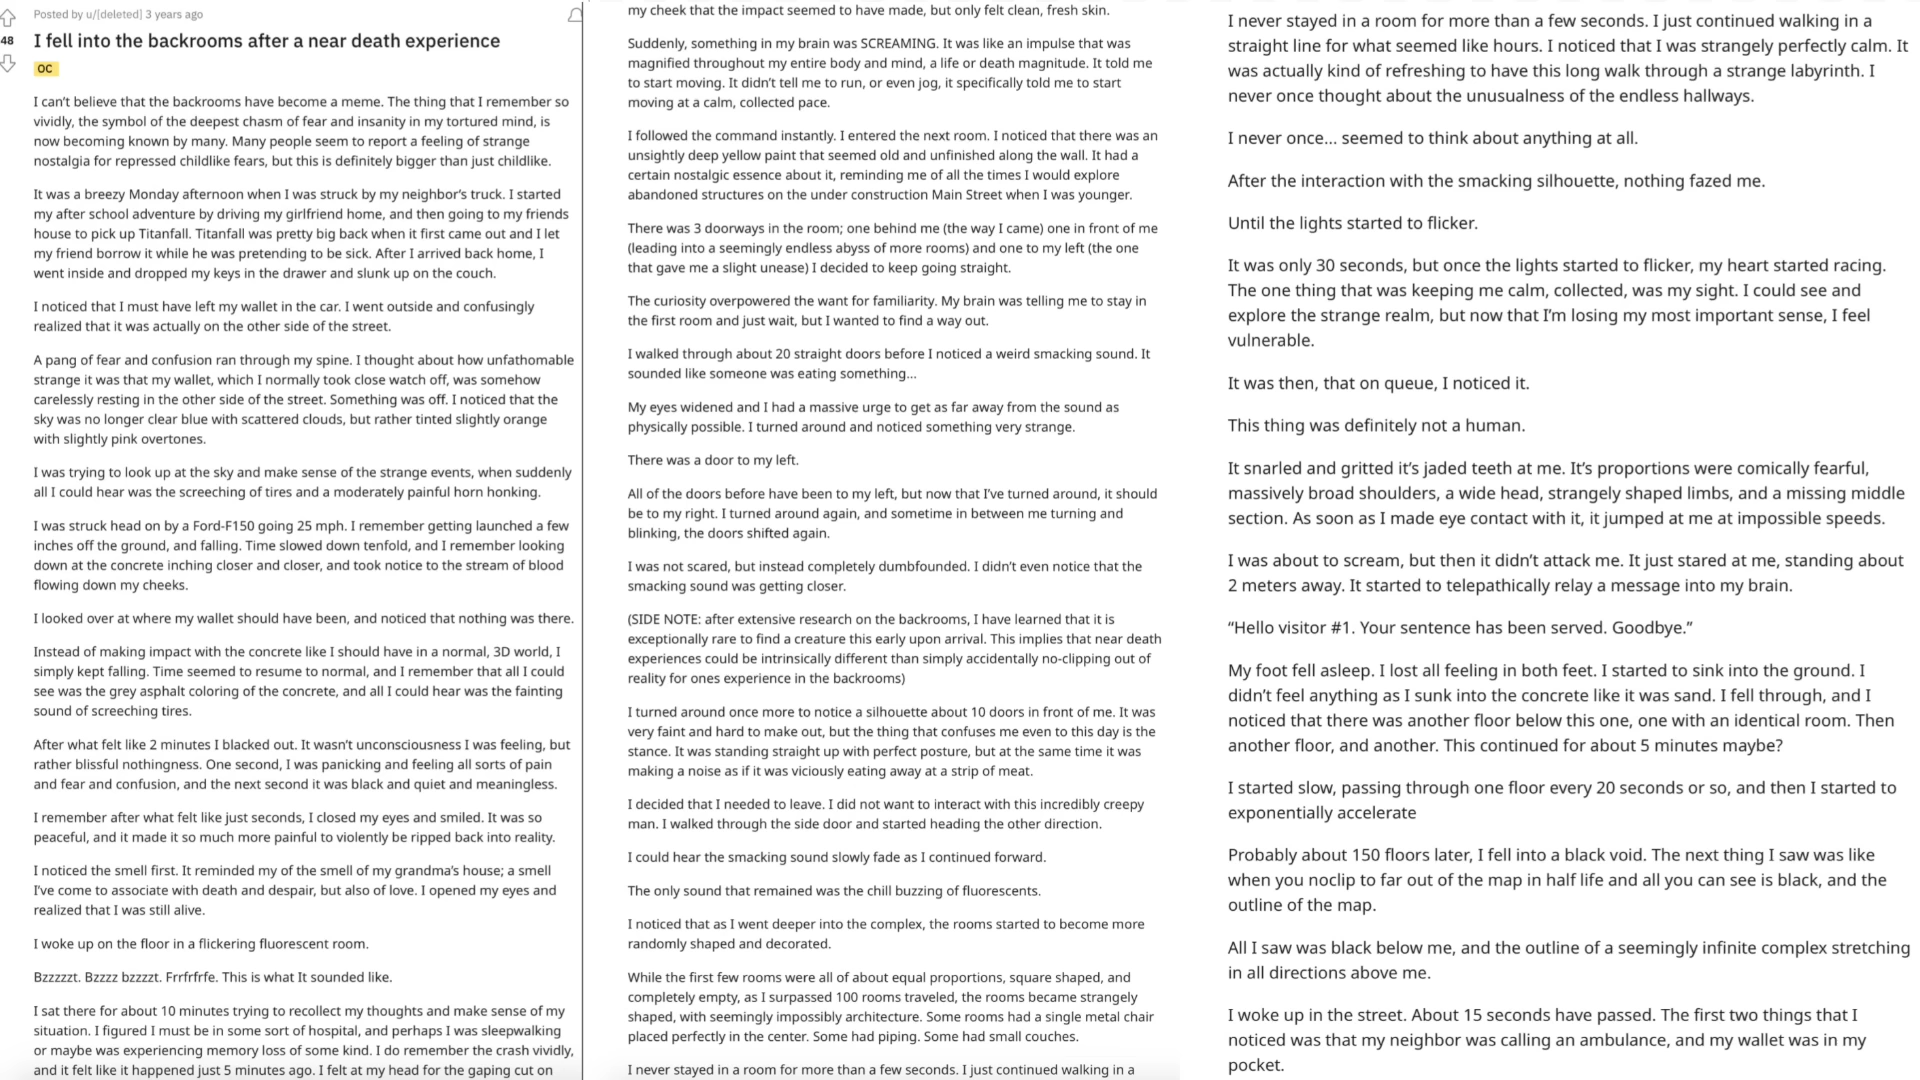 Posted by u/[deleted] 3 years ago
48
I fell into the backrooms after a near death experience
OC
I can't believe that the backrooms have become a meme. The thing that I remember so
vividly, the symbol of the deepest chasm of fear and insanity in my tortured mind, is
now becoming known by many. Many people seem to report a feeling of strange
nostalgia for repressed childlike fears, but this is definitely bigger than just childlike.
It was a breezy Monday afternoon when I was struck by my neighbor's truck. I started
my after school adventure by driving my girlfriend home, and then going to my friends
house to pick up Titanfall. Titanfall was pretty big back when it first came out and I let
my friend borrow it while he was pretending to be sick. After I arrived back home, I
went inside and dropped my keys in the drawer and slunk up on the couch.
I noticed that I must have left my wallet in the car. I went outside and confusingly
realized that it was actually on the other side of the street.
A pang of fear and confusion ran through my spine. I thought about how unfathomable
strange it was that my wallet, which I normally took close watch off, was somehow
carelessly resting in the other side of the street. Something was off. I noticed that the
sky was no longer clear blue with scattered clouds, but rather tinted slightly orange
with slightly pink overtones.
I was trying to look up at the sky and make sense of the strange events, when suddenly
all I could hear was the screeching of tires and a moderately painful horn honking.
I was struck head on by a Ford-F150 going 25 mph. I remember getting launched a few
inches off the ground, and falling. Time slowed down tenfold, and I remember looking
down at the concrete inching closer and closer, and took notice to the stream of blood
flowing down my cheeks.
I looked over at where my wallet should have been, and noticed that nothing was there.
Instead of making impact with the concrete like I should have in a normal, 3D world, I
simply kept falling. Time seemed to resume to normal, and I remember that all I could
see was the grey asphalt coloring of the concrete, and all I could hear was the fainting
sound of screeching tires.
After what felt like 2 minutes I blacked out. It wasn't unconsciousness I was feeling, but
rather blissful nothingness. One second, I was panicking and feeling all sorts of pain
and fear and confusion, and the next second it was black and quiet and meaningless.
I remember after what felt like just seconds, I closed my eyes and smiled. It was so
peaceful, and it made it so much more painful to violently be ripped back into reality.
I noticed the smell first. It reminded my of the smell of my grandma's house; a smell
I've come to associate with death and despair, but also of love. I opened my eyes and
realized that I was still alive.
I woke up on the floor in a flickering fluorescent room.
Bzzzzzt. Bzzzz bzzzzt. Frrfrfrfe. This is what It sounded like.
I sat there for about 10 minutes trying to recollect my thoughts and make sense of my
situation. I figured I must be in some sort of hospital, and perhaps I was sleepwalking
or maybe was experiencing memory loss of some kind. I do remember the crash vividly,
and it felt like it happened just 5 minutes ago. I felt at my head for the gaping cut on
my cheek that the impact seemed to have made, but only felt clean, fresh skin.
Suddenly, something in my brain was SCREAMING. It was like an impulse that was
magnified throughout my entire body and mind, a life or death magnitude. It told me
to start moving. It didn't tell me to run, or even jog, it specifically told me to start
moving at a calm, collected pace.
I followed the command instantly. I entered the next room. I noticed that there was an
unsightly deep yellow paint that seemed old and unfinished along the wall. It had a
certain nostalgic essence about it, reminding me of all the times I would explore
abandoned structures on the under construction Main Street when I was younger.
There was 3 doorways in the room; one behind me (the way I came) one in front of me
(leading into a seemingly endless abyss of more rooms) and one to my left (the one
that gave me a slight unease) I decided to keep going straight.
The curiosity overpowered the want for familiarity. My brain was telling me to stay in
the first room and just wait, but I wanted to find a way out.
I walked through about 20 straight doors before I noticed a weird smacking sound. It
sounded like someone was eating something...
My eyes widened and I had a massive urge to get as far away from the sound as
physically possible. I turned around and noticed something very strange.
There was a door to my left.
All of the doors before have been to my left, but now that I've turned around, it should
be to my right. I turned around again, and sometime in between me turning and
blinking, the doors shifted again.
I was not scared, but instead completely dumbfounded. I didn't even notice that the
smacking sound was getting closer.
(SIDE NOTE: after extensive research on the backrooms, I have learned that it is
exceptionally rare to find a creature this early upon arrival. This implies that near death
experiences could be intrinsically different than simply accidentally no-clipping out of
reality for ones experience in the backrooms)
I turned around once more to notice a silhouette about 10 doors in front of me. It was
very faint and hard to make out, but the thing that confuses me even to this day is the
stance. It was standing straight up with perfect posture, but at the same time it was
making a noise as if it was viciously eating away at a strip of meat.
I decided that I needed to leave. I did not want to interact with this incredibly creepy
man. I walked through the side door and started heading the other direction.
I could hear the smacking sound slowly fade as I continued forward.
The only sound that remained was the chill buzzing of fluorescents.
I noticed that as I went deeper into the complex, the rooms started to become more
randomly shaped and decorated.
While the first few rooms were all of about equal proportions, square shaped, and
completely empty, as I surpassed 100 rooms traveled, the rooms became strangely
shaped, with seemingly impossibly architecture. Some rooms had a single metal chair
placed perfectly in the center. Some had piping. Some had small couches.
I never stayed in a room for more than a few seconds. I just continued walking in a
I never stayed in a room for more than a few seconds. I just continued walking in a
straight line for what seemed like hours. I noticed that I was strangely perfectly calm. It
was actually kind of refreshing to have this long walk through a strange labyrinth. I
never once thought about the unusualness of the endless hallways.
I never once... seemed to think about anything at all.
After the interaction with the smacking silhouette, nothing fazed me.
Until the lights started to flicker.
It was only 30 seconds, but once the lights started to flicker, my heart started racing.
The one thing that was keeping me calm, collected, was my sight. I could see and
explore the strange realm, but now that I'm losing my most important sense, I feel
vulnerable.
It was then, that on queue, I noticed it.
This thing was definitely not a human.
It snarled and gritted it's jaded teeth at me. It's proportions were comically fearful,
massively broad shoulders, a wide head, strangely shaped limbs, and a missing middle
section. As soon as I made eye contact with it, it jumped at me at impossible speeds.
I was about to scream, but then it didn't attack me. It just stared at me, standing about
2 meters away. It started to telepathically relay a message into my brain.
“Hello visitor #1. Your sentence has been served. Goodbye.”
My foot fell asleep. I lost all feeling in both feet. I started to sink into the ground. I
didn't feel anything as I sunk into the concrete like it was sand. I fell through, and I
noticed that there was another floor below this one, one with an identical room. Then
another floor, and another. This continued for about 5 minutes maybe?
I started slow, passing through one floor every 20 seconds or so, and then I started to
exponentially accelerate
Probably about 150 floors later, I fell into a black void. The next thing I saw was like
when you noclip to far out of the map in half life and all you can see is black, and the
outline of the map.
All I saw was black below me, and the outline of a seemingly infinite complex stretching
in all directions above me.
I woke up in the street. About 15 seconds have passed. The first two things that I
noticed was that my neighbor was calling an ambulance, and my wallet was in my
pocket.